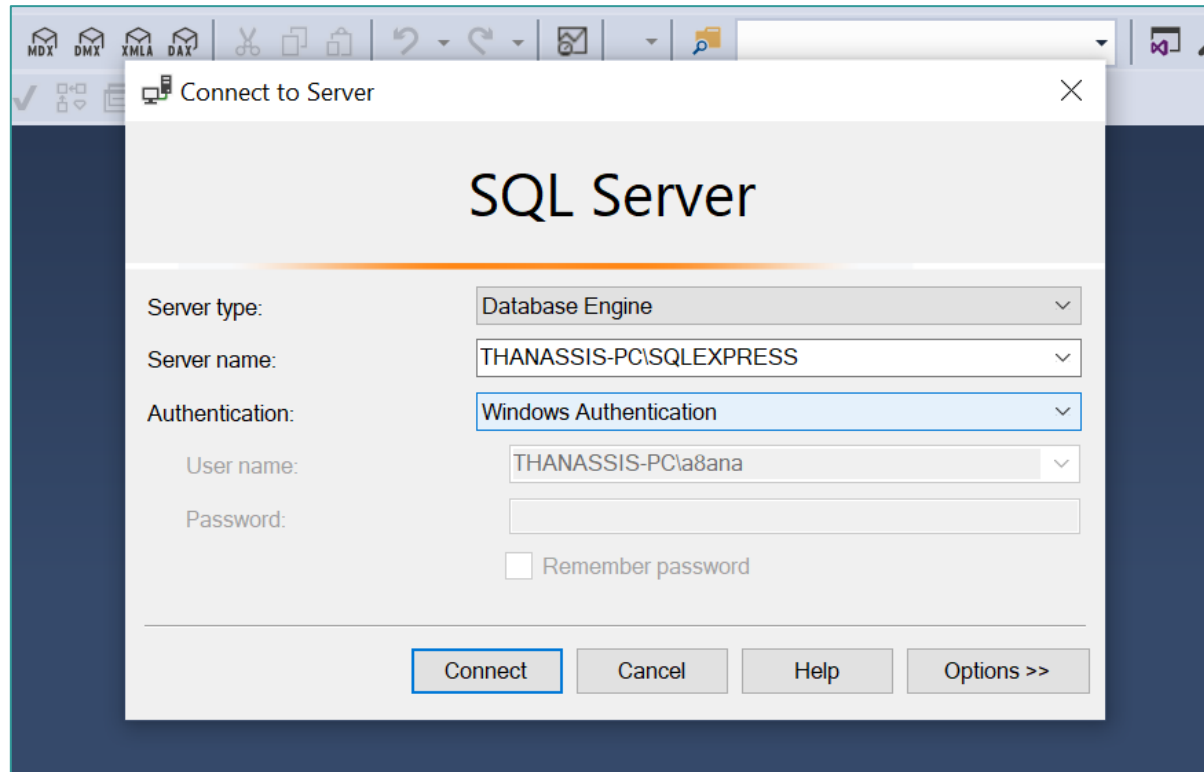 MDX DMX XMLA DAX
Connect to Server
SQL Server
Server type: Database Engine
Server name: THANASSIS-PC\SQLEXPRESS
Authentication: Windows Authentication
User name: THANASSIS-PC\a8ana
Password:
Remember password
Connect Cancel Help Options >>